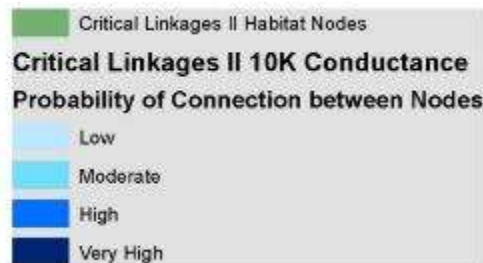 Critical Linkages II Habitat Nodes
Critical Linkages II 10K Conductance
Probability of Connection between Nodes
Low
Moderate
High
Very High